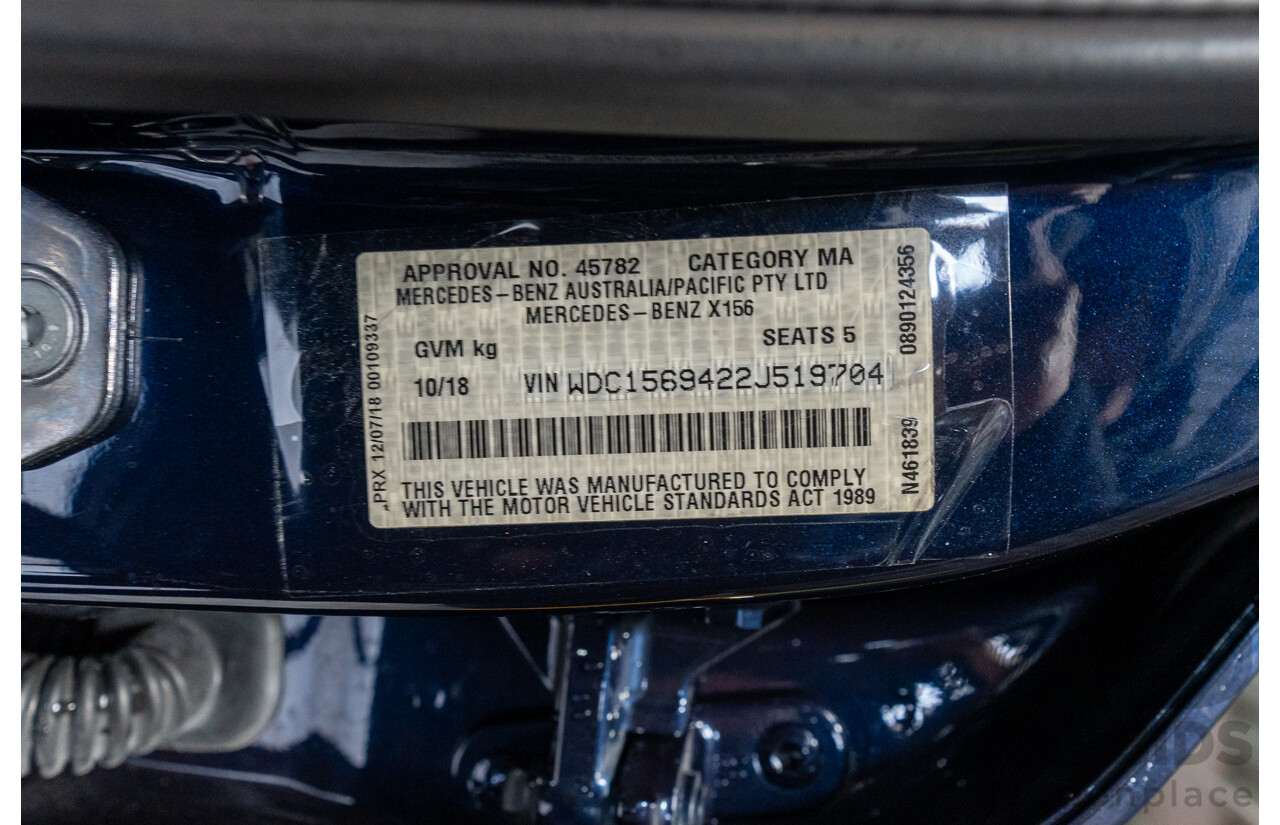 APPROVAL NO. 45782 CATEGORY MA
MERCEDES-BENZ AUSTRALIA/PACIFIC PTY LTD
MERCEDES-BENZ X156
GVM kg SEATS 5
10/18 VIN WDC1569422J519704
THIS VEHICLE WAS MANUFACTURED TO COMPLY
WITH THE MOTOR VEHICLE STANDARDS ACT 1989
PRX 12/07/18 00109337
0890124356
N461839